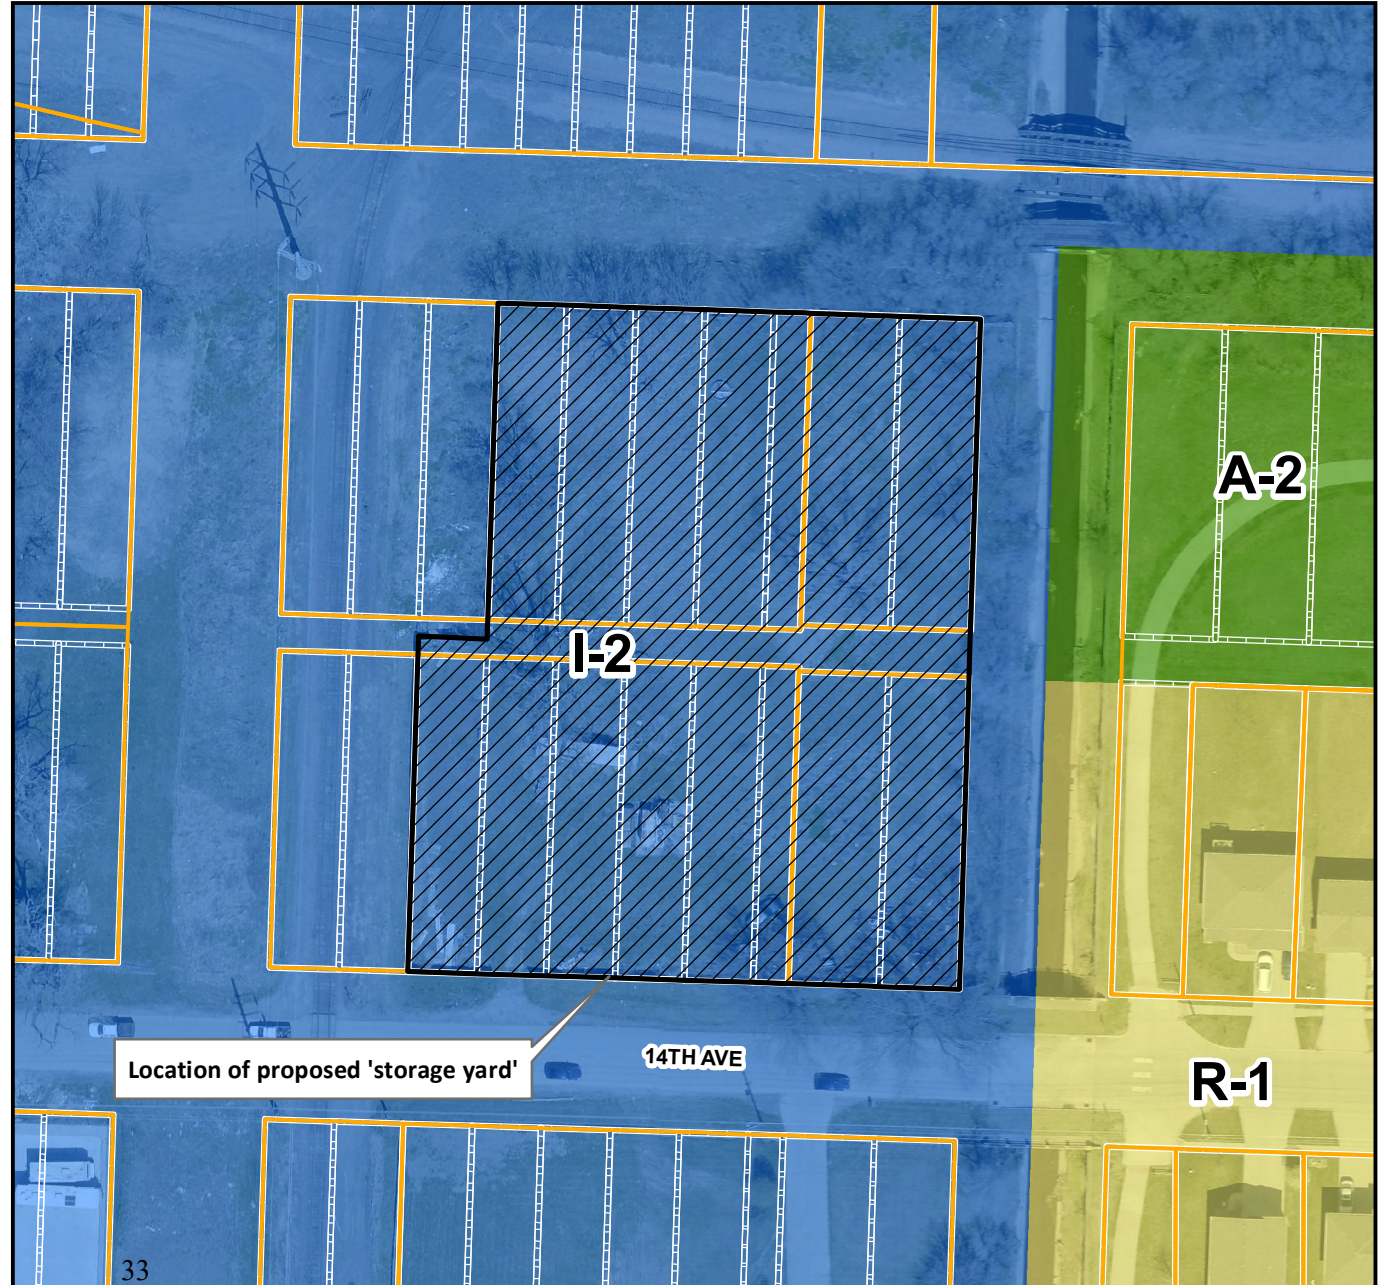 A-2
I-2
14TH AVE
Location of proposed 'storage yard'
R-1
33